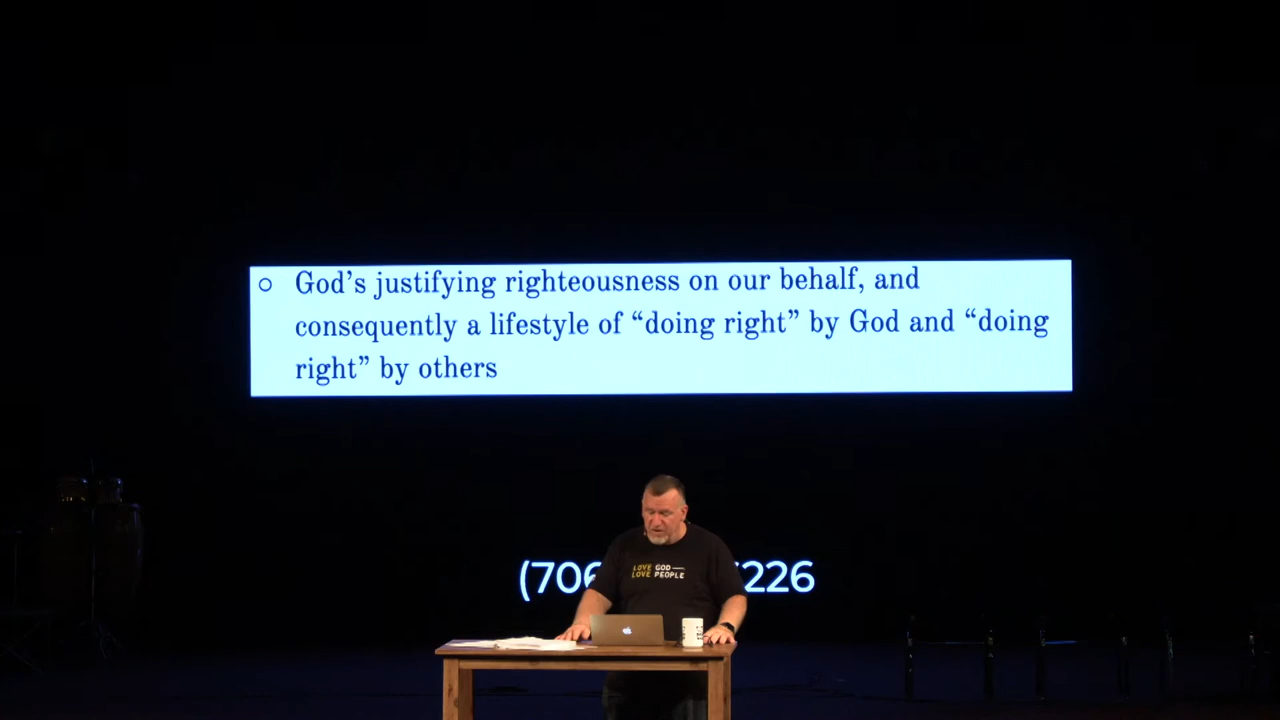 God’s justifying righteousness on our behalf, and
consequently a lifestyle of “doing right” by God and “doing
right” by others
LOVE GOD
LOVE PEOPLE
(706 226